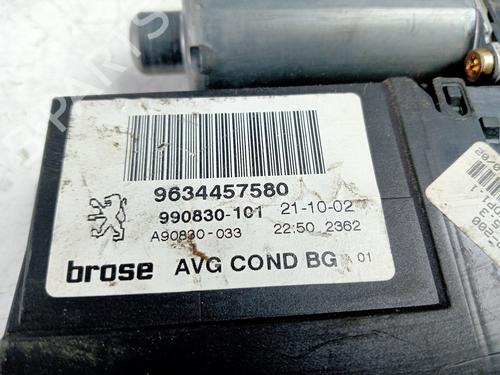 9634457580
990830-101 21-10-02
A90830-033 22:50 2362
brose AVG COND BG A 01